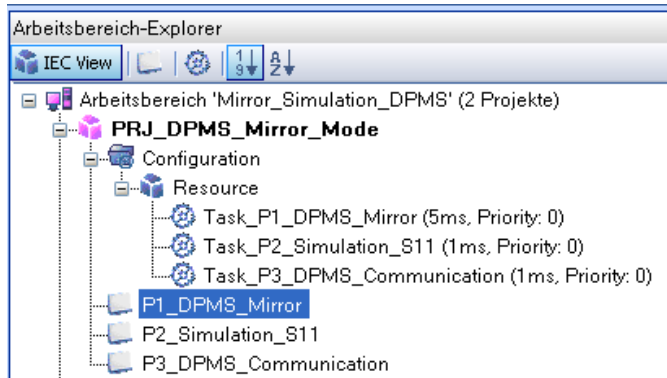 Arbeitsbereich-Explorer
IEC View
Arbeitsbereich 'Mirror_Simulation_DPMS' (2 Projekte)
PRJ_DPMS_Mirror_Mode
Configuration
Resource
Task_P1_DPMS_Mirror (5ms, Priority: 0)
Task_P2_Simulation_S11 (1ms, Priority: 0)
Task_P3_DPMS_Communication (1ms, Priority: 0)
P1_DPMS_Mirror
P2_Simulation_S11
P3_DPMS_Communication